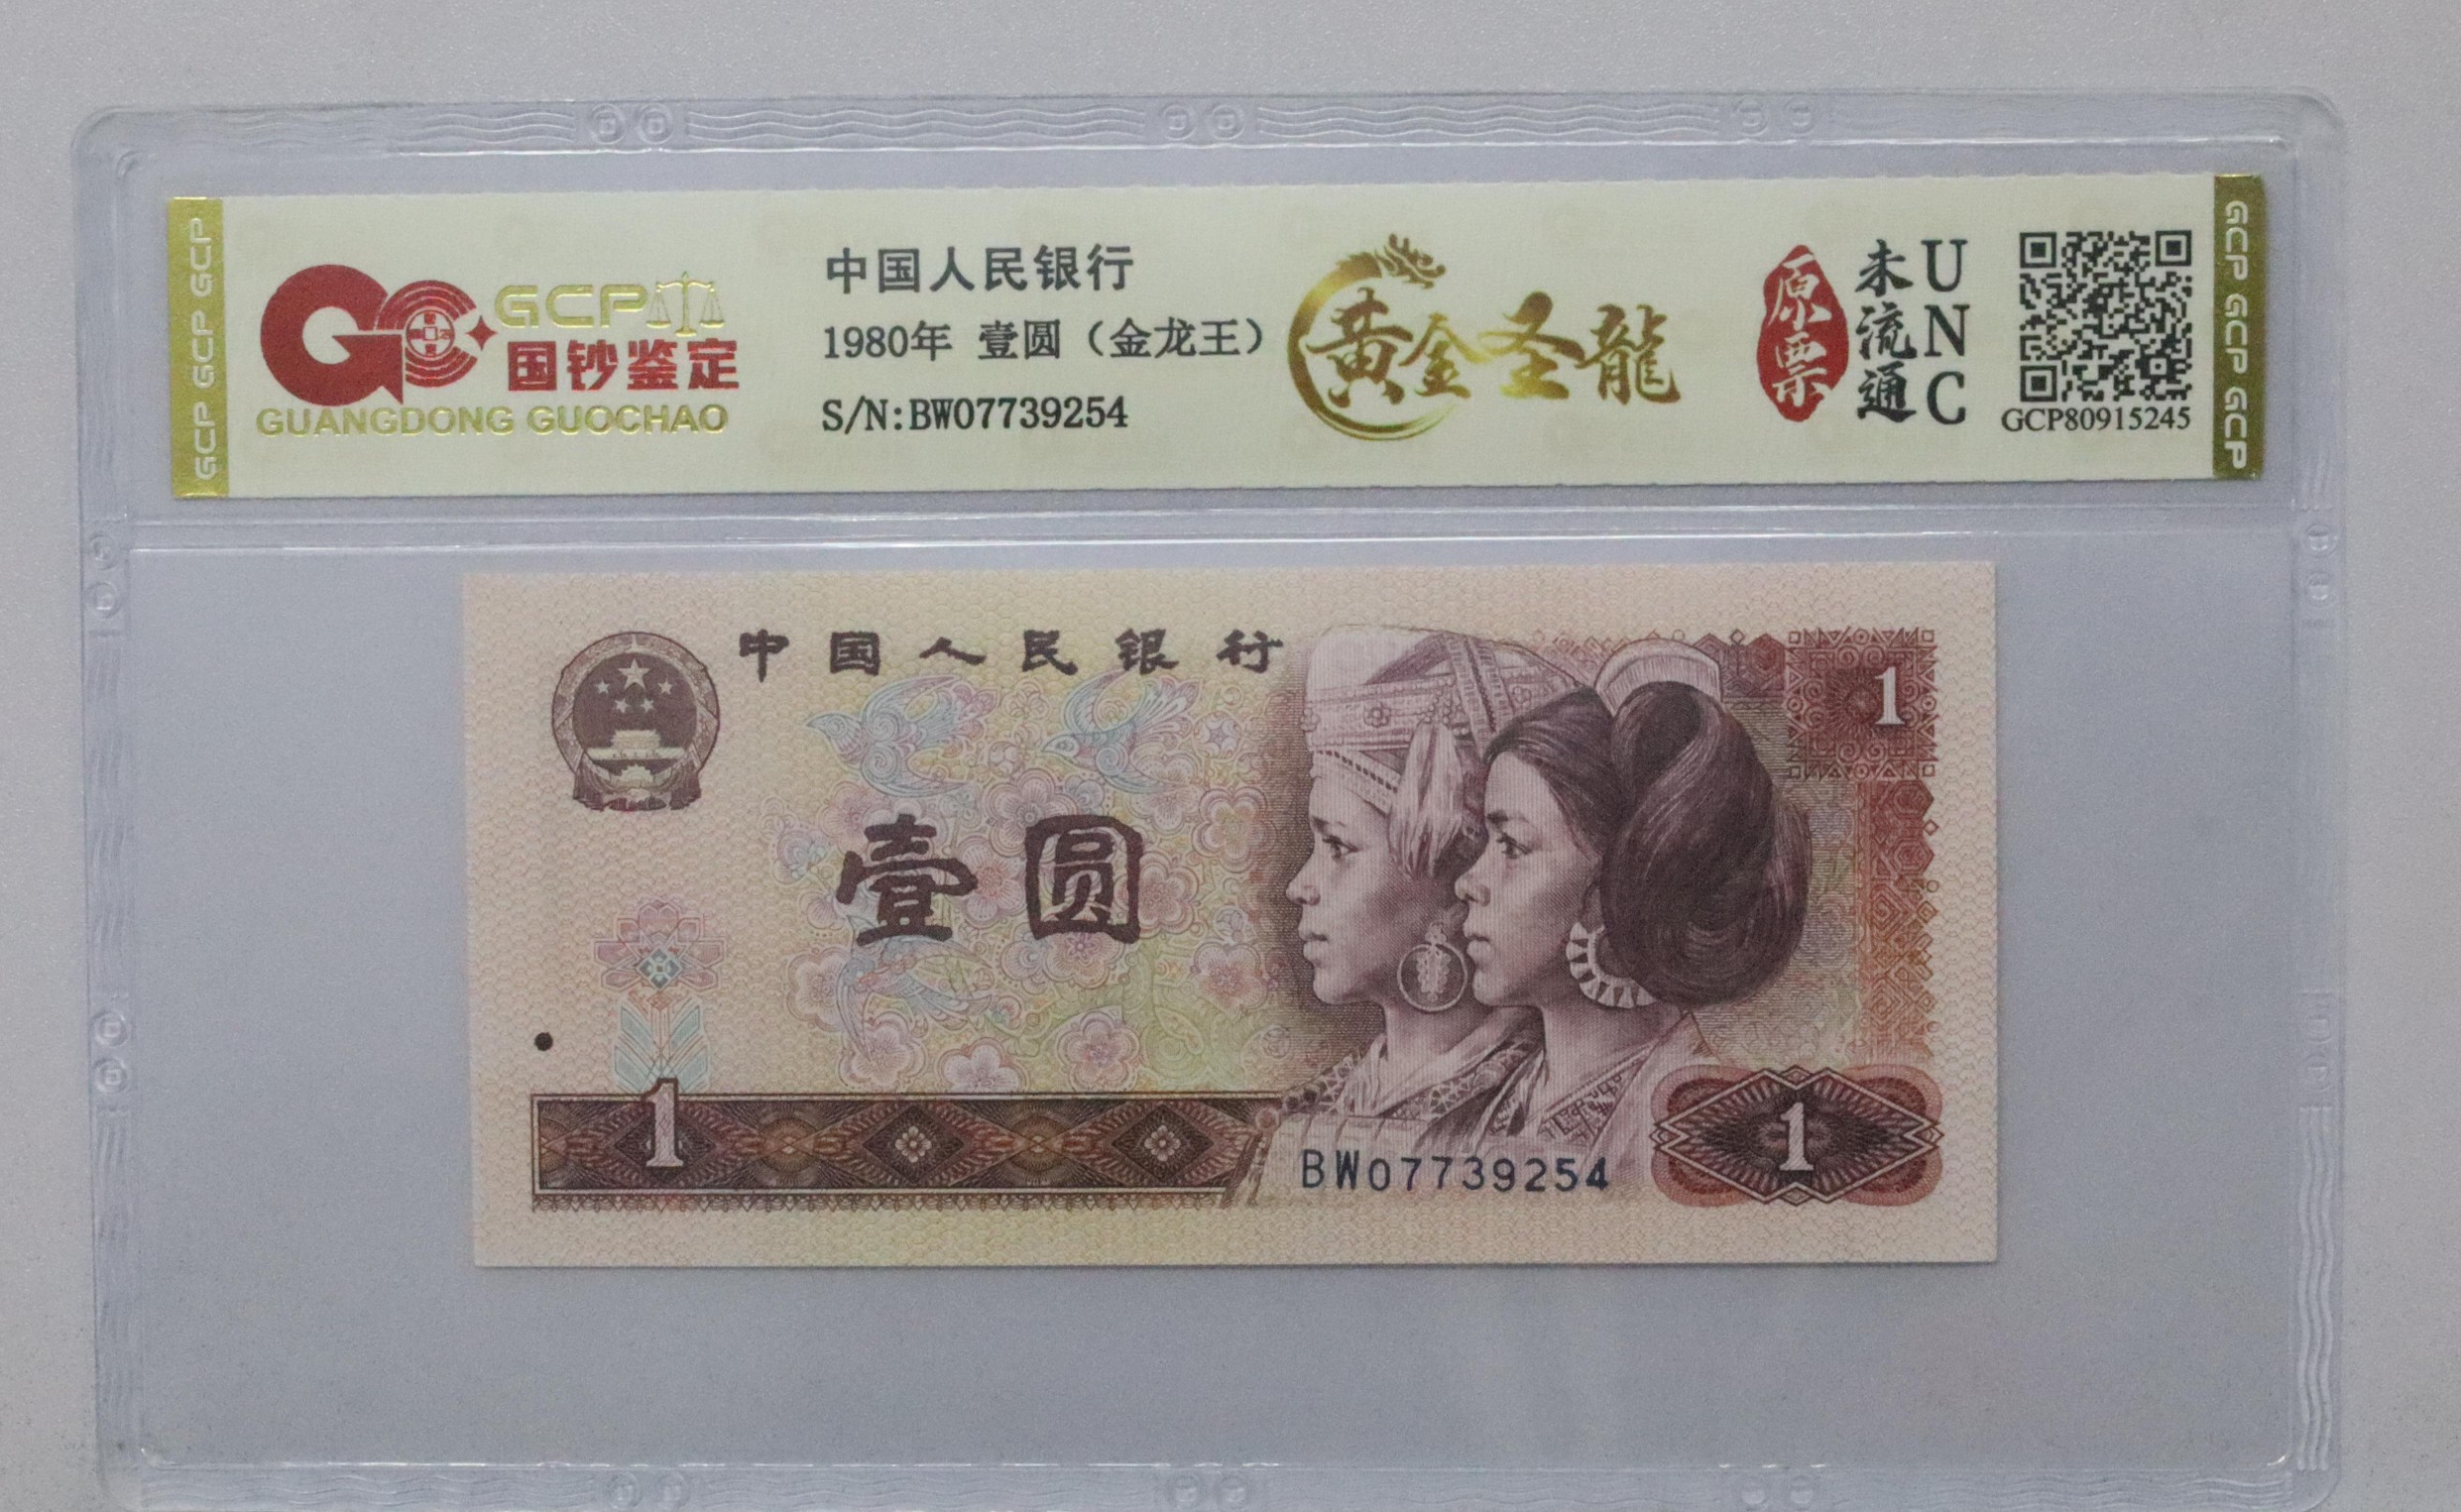 GCP GCP GCP
GCP
国钞鉴定
GUANGDONG GUOCHAO
中国人民银行
1980年 壹圆（金龙王）
S/N:BW07739254
黄金圣龍
原票
未流通
UNC
GCP80915245
GCP GCP GCP
中国人民银行
1
壹圆
1
BW07739254
1